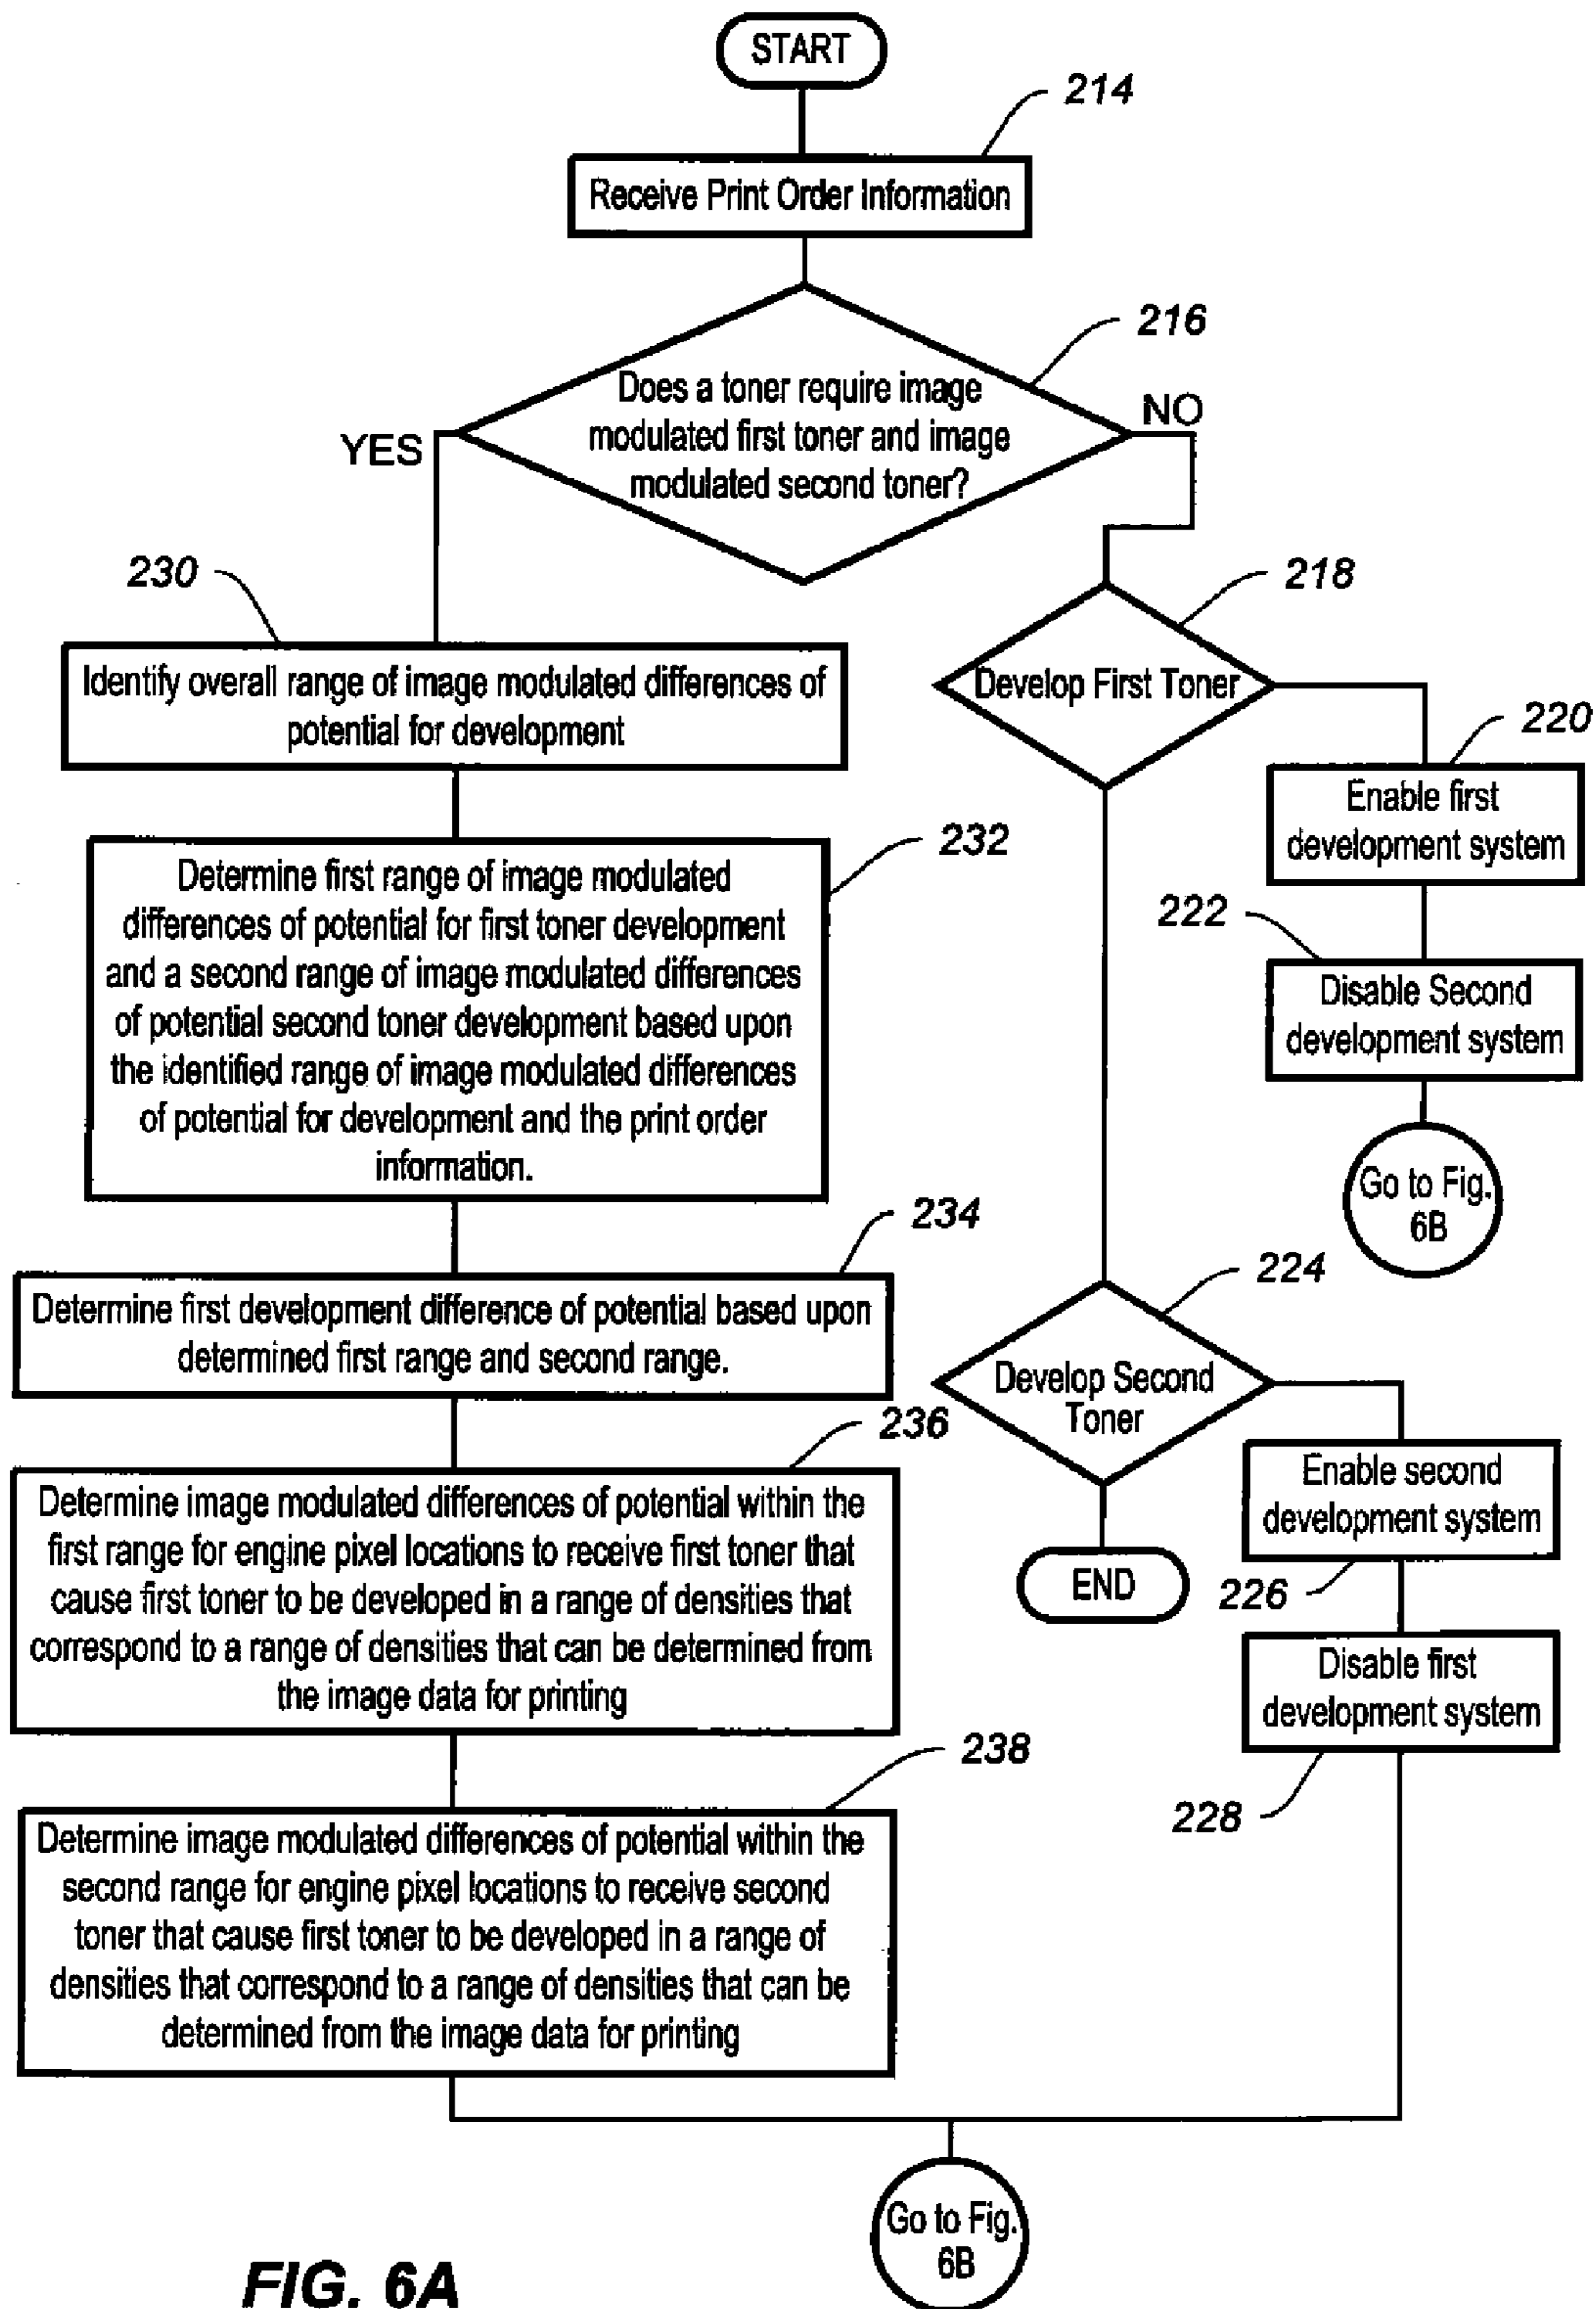 START
214
Receive Print Order Information
216
Does a toner require image
modulated first toner and image
modulated second toner?
YES
NO
230
Identify overall range of image modulated differences of
potential for development
218
Develop First Toner
220
Enable first
development system
222
Disable Second
development system
Go to Fig.
6B
232
Determine first range of image modulated
differences of potential for first toner development
and a second range of image modulated differences
of potential second toner development based upon
the identified range of image modulated differences
of potential for development and the print order
information.
234
Determine first development difference of potential based upon
determined first range and second range.
224
Develop Second
Toner
END
Enable second
development system
226
Disable first
development system
228
236
Determine image modulated differences of potential within the
first range for engine pixel locations to receive first toner that
cause first toner to be developed in a range of densities that
correspond to a range of densities that can be determined from
the image data for printing
238
Determine image modulated differences of potential within the
second range for engine pixel locations to receive second
toner that cause first toner to be developed in a range of
densities that correspond to a range of densities that can be
determined from the image data for printing
Go to Fig.
6B
FIG. 6A